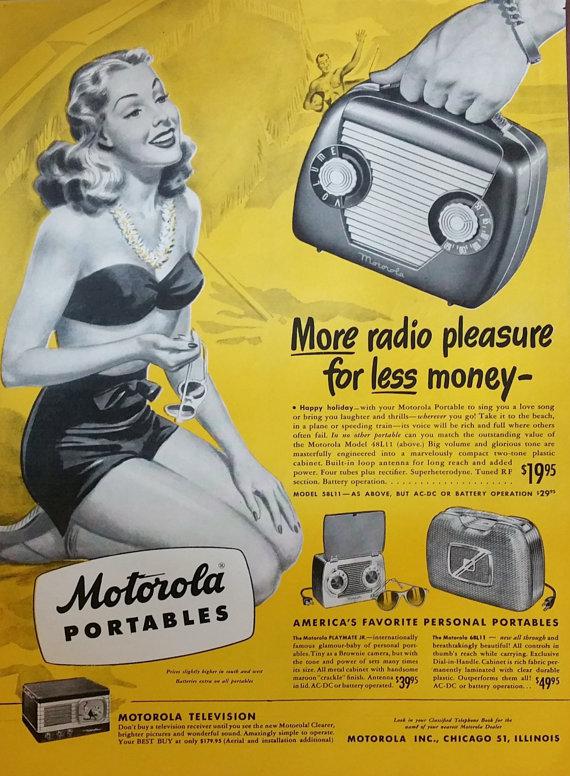 VOLUME
Motorola
More radio pleasure
for less money-
• Happy holiday—with your Motorola Portable to sing you a love song
or bring you laughter and thrills—wherever you go! Take it to the beach,
in a plane or speeding train—its voice will be rich and full where others
often fail. In no other portable can you match the outstanding value of
the Motorola Model 48L11 (above.) Big volume and glorious tone are
masterfully engineered into a marvelously compact two-tone plastic
cabinet. Built-in loop antenna for long reach and added
power. Four tubes plus rectifier. Superheterodyne. Tuned RF
section. Battery operation. . . . . . . . . . . . . . . . . . . . . . . $19.95
MODEL 58L11—AS ABOVE, BUT AC-DC OR BATTERY OPERATION $29.95
Motorola®
PORTABLES
AMERICA'S FAVORITE PERSONAL PORTABLES
The Motorola PLAYMATE JR.—internationally
famous glamour-baby of personal port-
ables. Tiny as a Brownie camera, but with
the tone and power of sets many times
its size. All metal cabinet with handsome
maroon "crackle" finish. Antenna
in lid. AC-DC or battery operated. $39.95
The Motorola 68L11 — new all through and
breathtakingly beautiful! All controls in
thumb's reach while carrying. Exclusive
Dial-in-Handle. Cabinet is rich fabric per-
manently laminated with clear durable
plastic. Outperforms them all!
AC-DC or battery operation... $49.95
Prices slightly higher in south and west
Batteries extra on all portables
MOTOROLA TELEVISION
Don't buy a television receiver until you see the new Motorola! Clearer,
brighter pictures and wonderful sound. Amazingly simple to operate.
Your BEST BUY at only $179.95 (Aerial and installation additional)
Look in your Classified Telephone Book for the
name of your nearest Motorola Dealer
MOTOROLA INC., CHICAGO 51, ILLINOIS